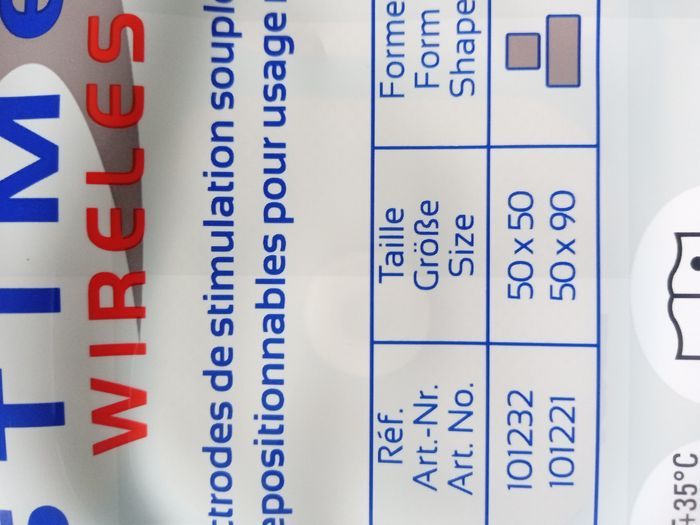 STIM
WIRELES
ctrodes de stimulation souple
epositionnables pour usage
Réf. Taille Forme
Art.-Nr. Größe Form
Art. No. Size Shape
101232 50 x 50
101221 50 x 90
+35°C